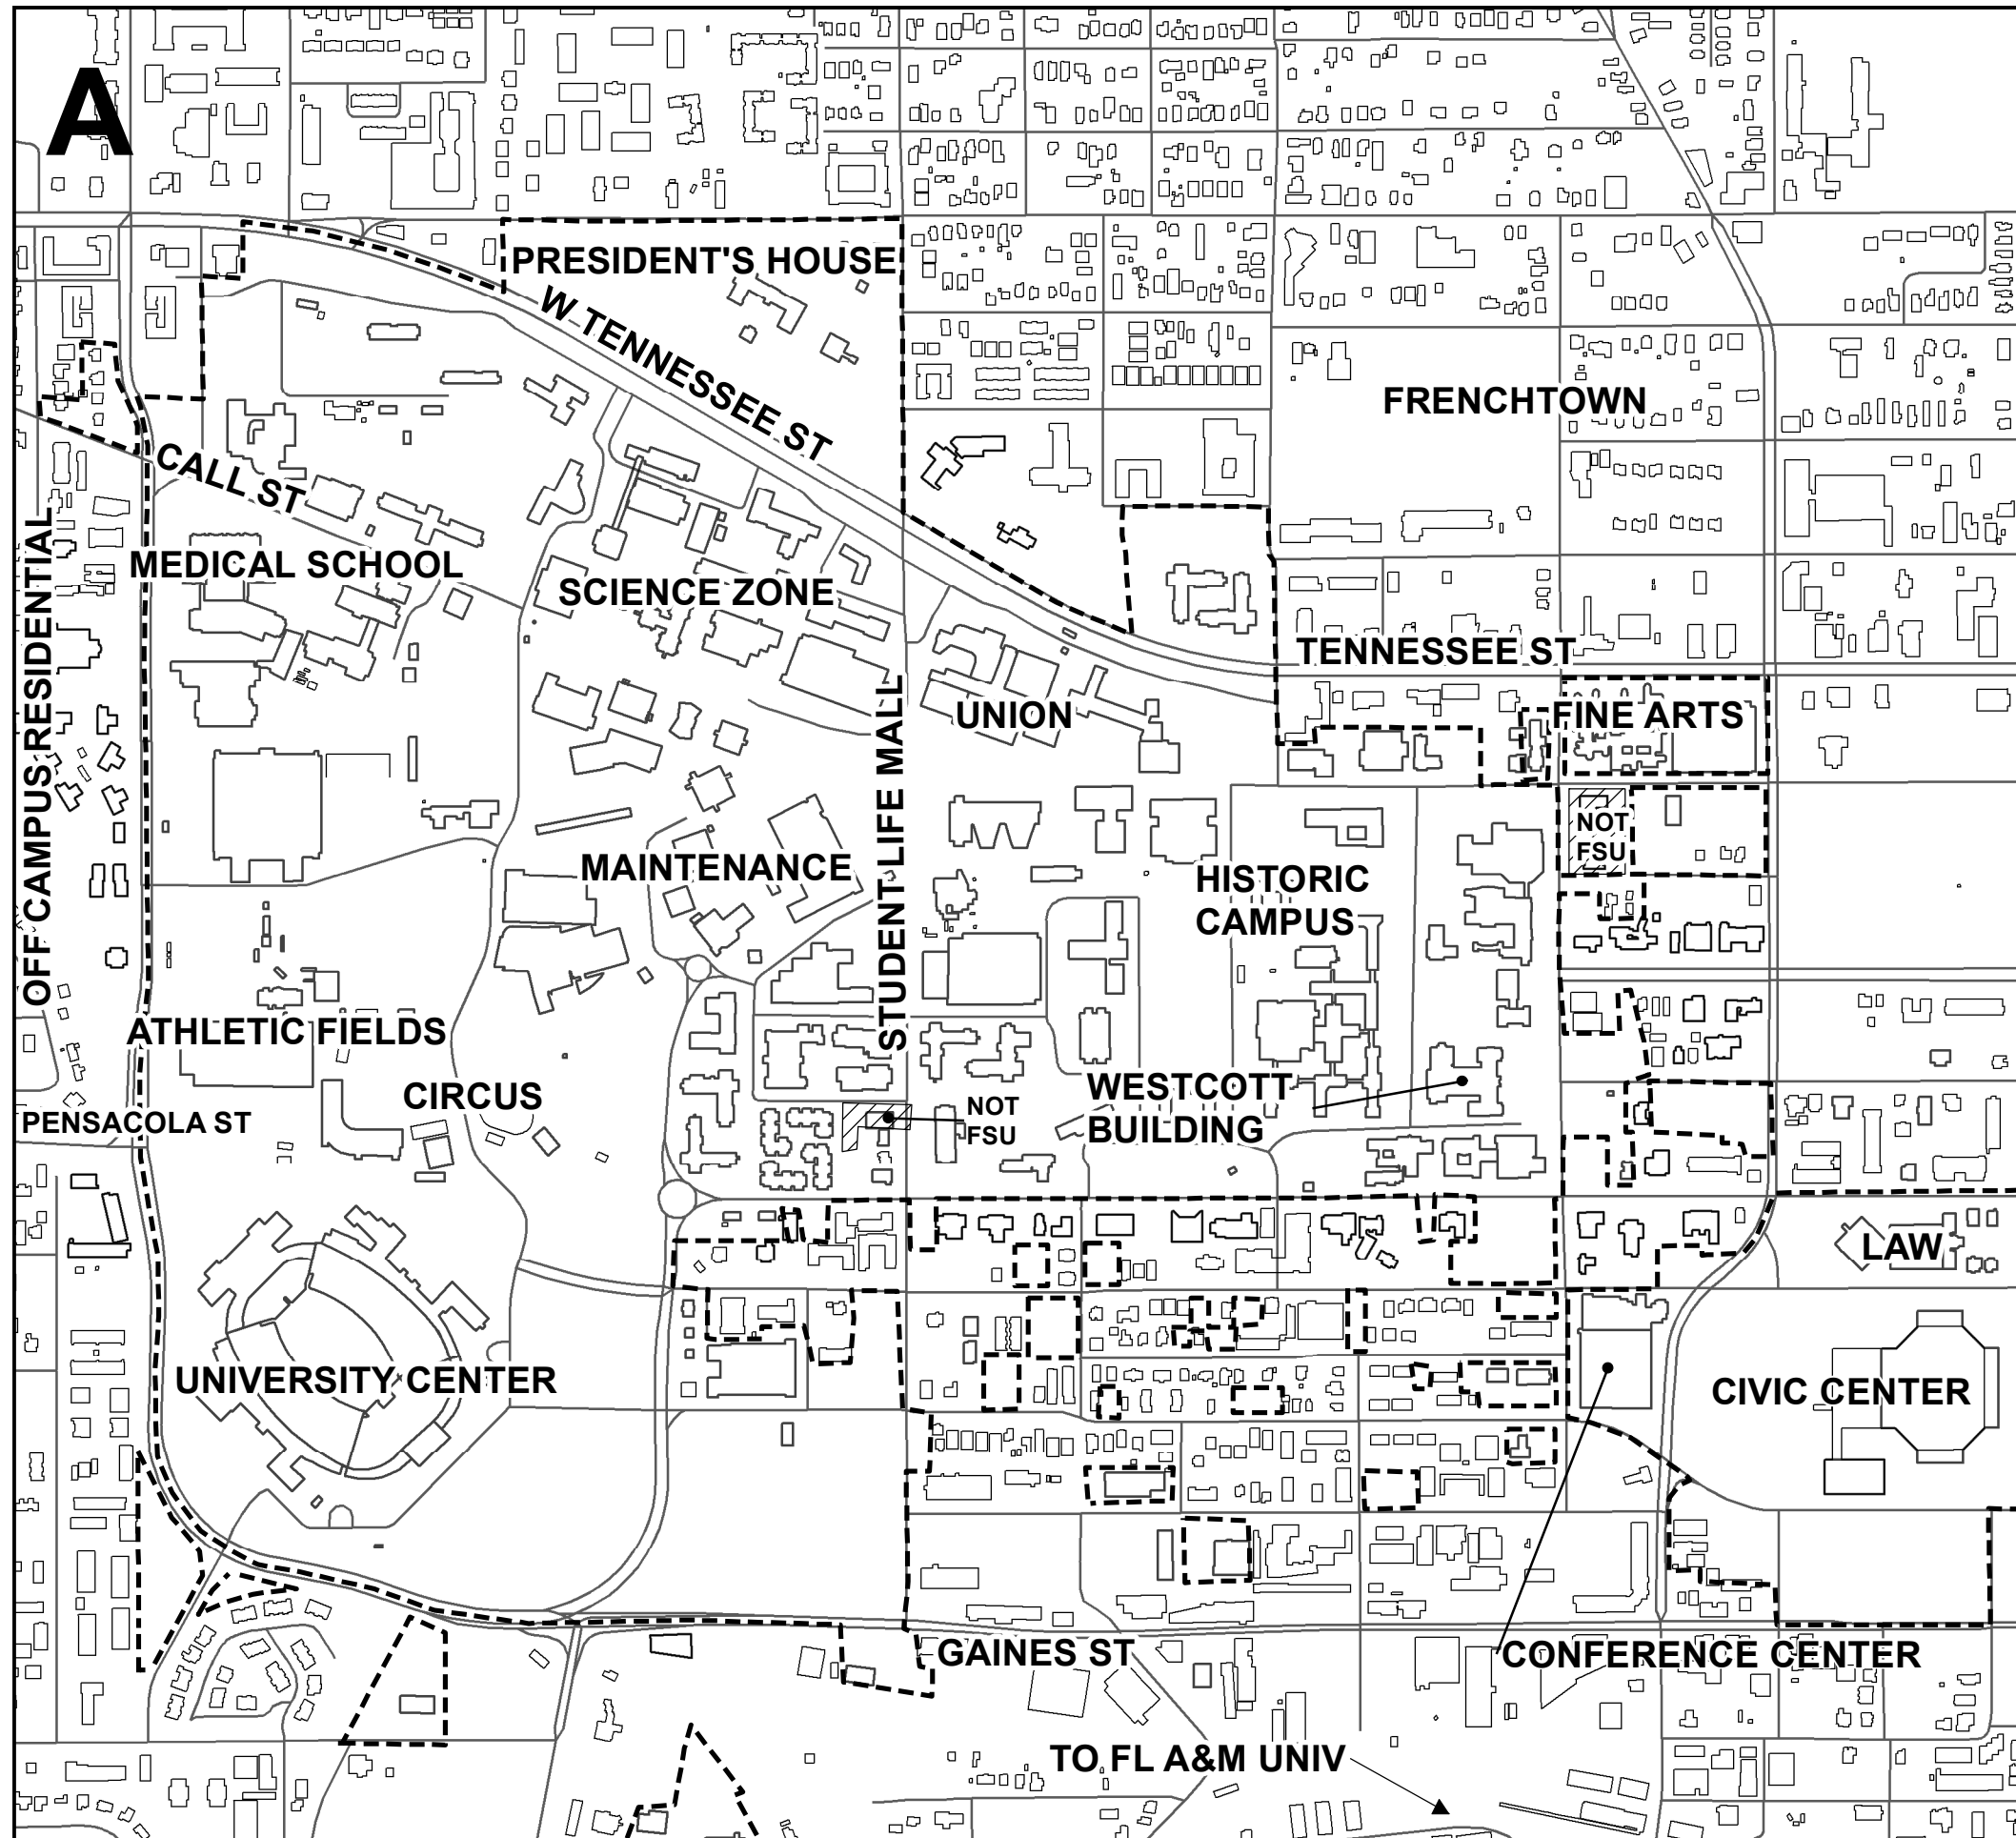 A
PRESIDENT'S HOUSE
W TENNESSEE ST
FRENCHTOWN
CALL ST
MEDICAL SCHOOL
SCIENCE ZONE
OFF CAMPUS RESIDENTIAL
TENNESSEE ST
UNION
FINE ARTS
STUDENT LIFE MALL
NOT
FSU
MAINTENANCE
HISTORIC
CAMPUS
ATHLETIC FIELDS
CIRCUS
WESTCOTT
BUILDING
NOT
FSU
PENSACOLA ST
LAW
UNIVERSITY CENTER
CIVIC CENTER
GAINES ST
CONFERENCE CENTER
TO FL A&M UNIV